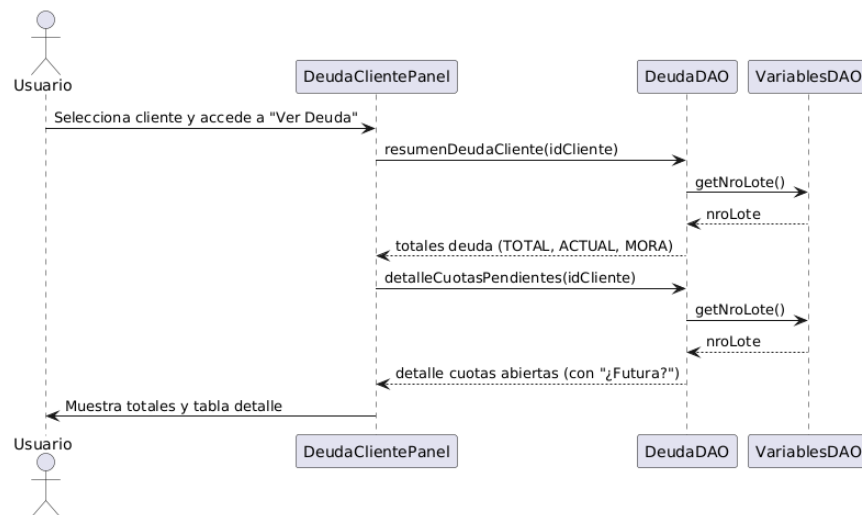 Usuario
DeudaClientePanel
DeudaDAO
VariablesDAO
Selecciona cliente y accede a "Ver Deuda"
resumenDeudaCliente(idCliente)
getNroLote()
nroLote
totales deuda (TOTAL, ACTUAL, MORA)
detalleCuotasPendientes(idCliente)
getNroLote()
nroLote
detalle cuotas abiertas (con "¿Futura?")
Muestra totales y tabla detalle
Usuario
DeudaClientePanel
DeudaDAO
VariablesDAO